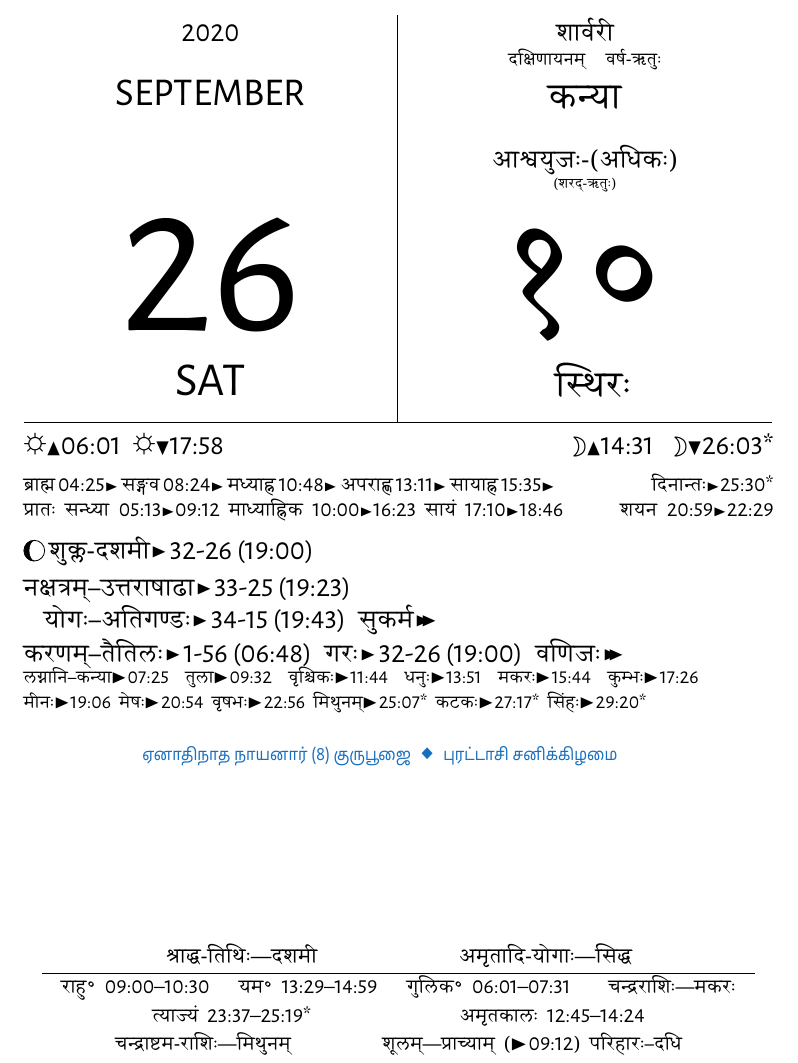 2020
SEPTEMBER
26
SAT
शार्वरी
दक्षिणायनम् वर्ष-ऋतुः
कन्या
आश्वयुजः-(अधिकः)
(शरद्-ऋतुः)
१०
स्थिरः
☼▲06:01 ☼▼17:58 ☽▲14:31 ☽▼26:03*
ब्राह्म 04:25► सङ्गव 08:24► मध्याह्न 10:48► अपराह्ण 13:11► सायाह्न 15:35► दिनान्तः►25:30*
प्रातः सन्ध्या 05:13►09:12 माध्याह्निक 10:00►16:23 सायं 17:10►18:46 शयन 20:59►22:29
शुक्ल-दशमी►32-26 (19:00)
नक्षत्रम्–उत्तराषाढा►33-25 (19:23)
योगः–अतिगण्डः►34-15 (19:43) सुकर्म►►
करणम्–तैतिलः►1-56 (06:48) गरः►32-26 (19:00) वणिजः►►
लग्नानि–कन्या►07:25 तुला►09:32 वृश्चिकः►11:44 धनुः►13:51 मकरः►15:44 कुम्भः►17:26
मीनः►19:06 मेषः►20:54 वृषभः►22:56 मिथुनम्►25:07* कटकः►27:17* सिंहः►29:20*
ஏனாதிநாத நாயனார் (8) குருபூஜை ◆ புரட்டாசி சனிக்கிழமை
श्राद्ध-तिथिः—दशमी अमृतादि-योगाः—सिद्ध
राहु° 09:00–10:30 यम° 13:29–14:59 गुलिक° 06:01–07:31 चन्द्रराशिः—मकरः
त्याज्यं 23:37–25:19* अमृतकालः 12:45–14:24
चन्द्राष्टम-राशिः—मिथुनम् शूलम्—प्राच्याम् (►09:12) परिहारः–दधि